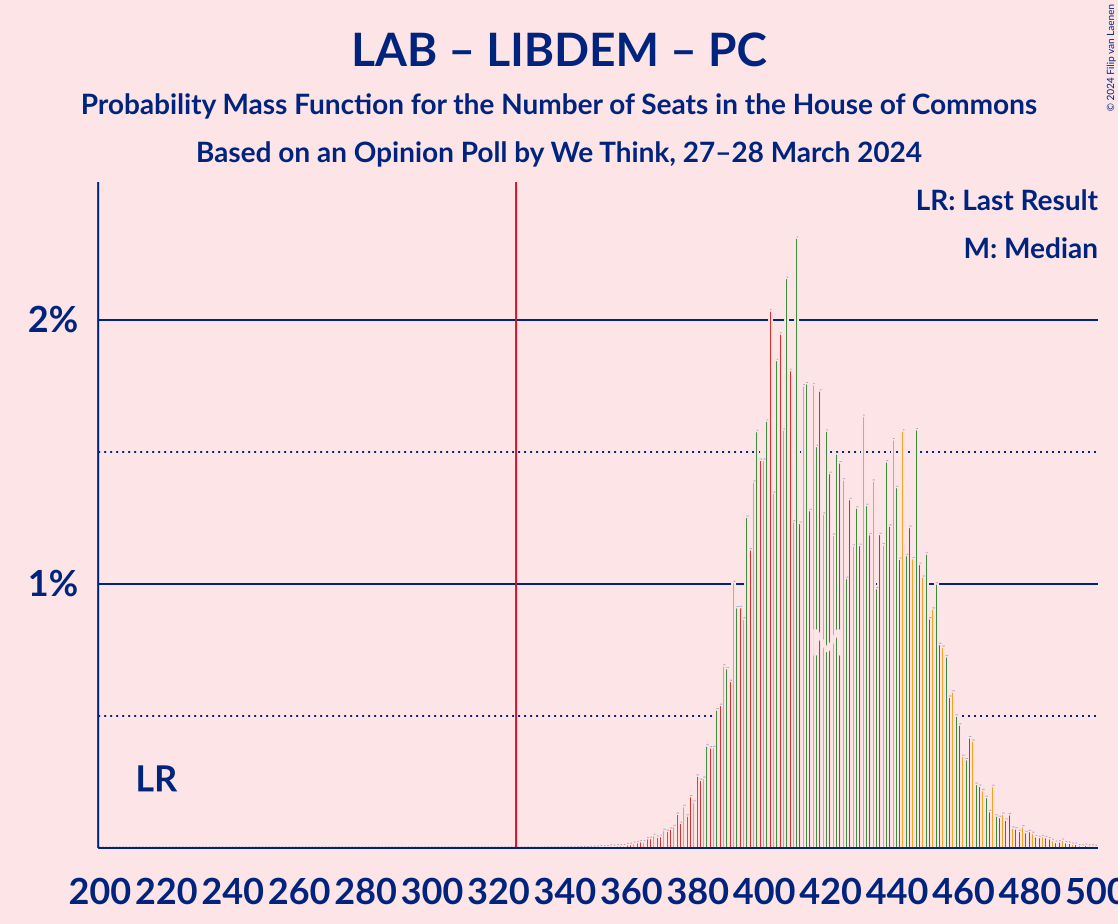 LAB – LIBDEM – PC
Probability Mass Function for the Number of Seats in the House of Commons
Based on an Opinion Poll by We Think, 27–28 March 2024
© 2024 Filip van Laenen
LR: Last Result
M: Median
2%
1%
LR
M
200 220 240 260 280 300 320 340 360 380 400 420 440 460 480 500